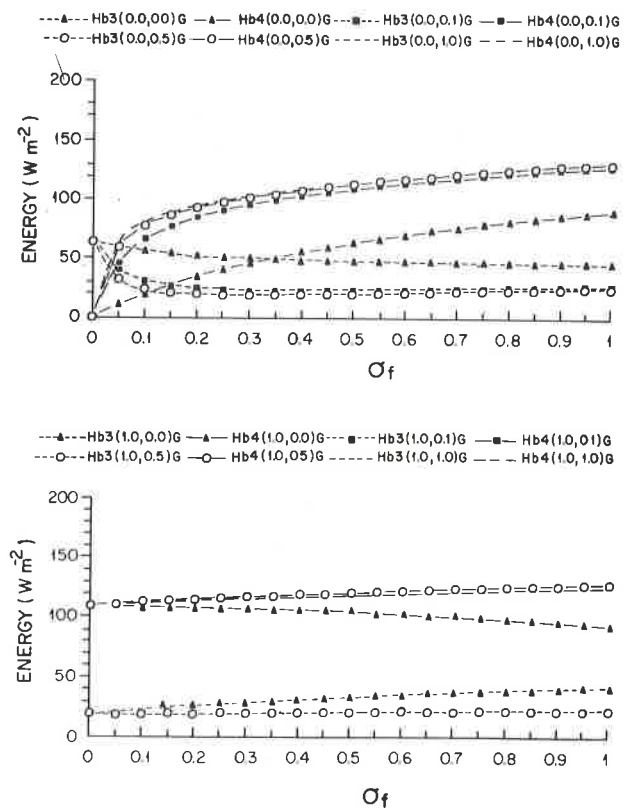 Hb3(0.0,00)G Hb4(0.0,0.0)G Hb3(0.0,0.1)G Hb4(0.0,0.1)G
Hb3(0.0,0.5)G Hb4(0.0,05)G Hb3(0.0,1.0)G Hb4(0.0,1.0)G
200
150
100
50
0
ENERGY (W m-2)
0 0.1 0.2 0.3 0.4 0.5 0.6 0.7 0.8 0.9 1
σf
Hb3(1.0,0.0)G Hb4(1.0,0.0)G Hb3(1.0,0.1)G Hb4(1.0,01)G
Hb3(1.0,0.5)G Hb4(1.0,05)G Hb3(1.0,1.0)G Hb4(1.0,1.0)G
200
150
100
50
0
ENERGY (W m-2)
0 0.1 0.2 0.3 0.4 0.5 0.6 0.7 0.8 0.9 1
σf